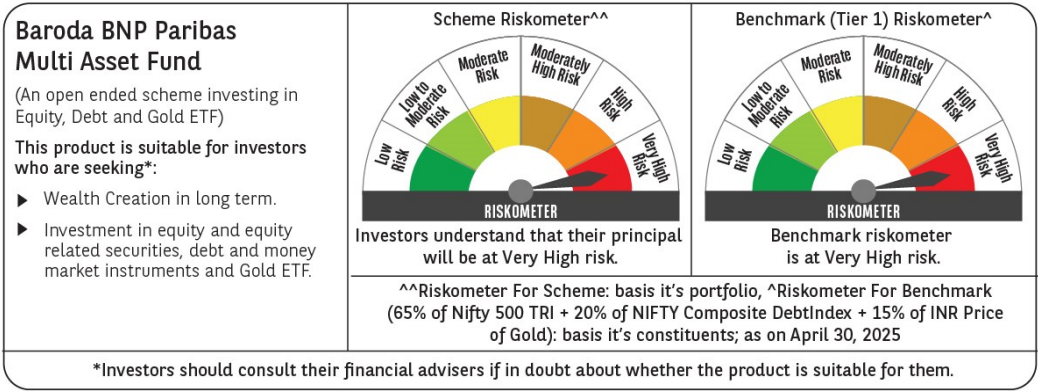 Baroda BNP Paribas
Multi Asset Fund
(An open ended scheme investing in
Equity, Debt and Gold ETF)
This product is suitable for investors
who are seeking*:
Wealth Creation in long term.
Investment in equity and equity
related securities, debt and money
market instruments and Gold ETF.
Scheme Riskometer^^
Low
Risk
Low to
Moderate
Risk
Moderate
Risk
Moderately
High Risk
High
Risk
Very High
Risk
RISKOMETER
Investors understand that their principal
will be at Very High risk.
Benchmark (Tier 1) Riskometer^
Low
Risk
Low to
Moderate
Risk
Moderate
Risk
Moderately
High Risk
High
Risk
Very High
Risk
RISKOMETER
Benchmark riskometer
is at Very High risk.
^^Riskometer For Scheme: basis it's portfolio, ^Riskometer For Benchmark
(65% of Nifty 500 TRI + 20% of NIFTY Composite DebtIndex + 15% of INR Price
of Gold): basis it's constituents; as on April 30, 2025
*Investors should consult their financial advisers if in doubt about whether the product is suitable for them.